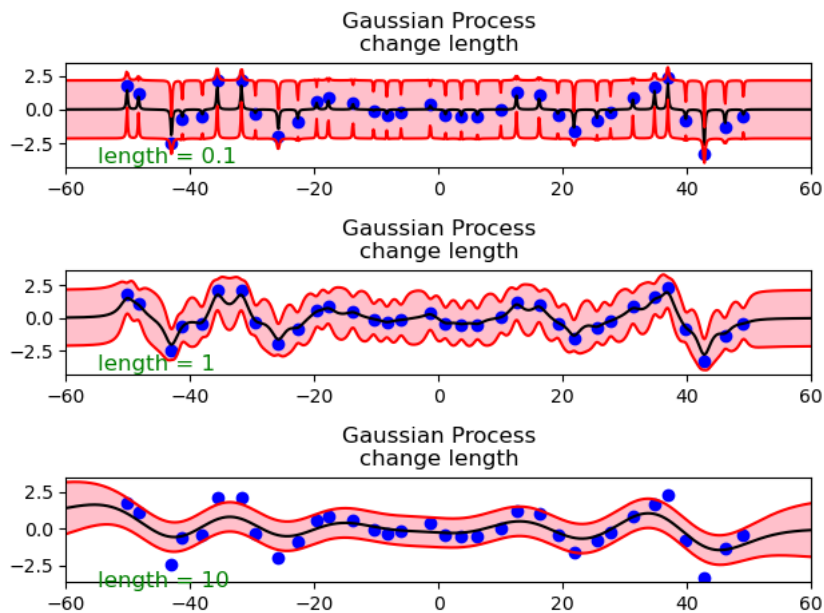 Gaussian Process
change length
2.5
0.0
−2.5
length = 0.1
−60 −40 −20 0 20 40 60
Gaussian Process
change length
2.5
0.0
−2.5
length = 1
−60 −40 −20 0 20 40 60
Gaussian Process
change length
2.5
0.0
−2.5
length = 10
−60 −40 −20 0 20 40 60